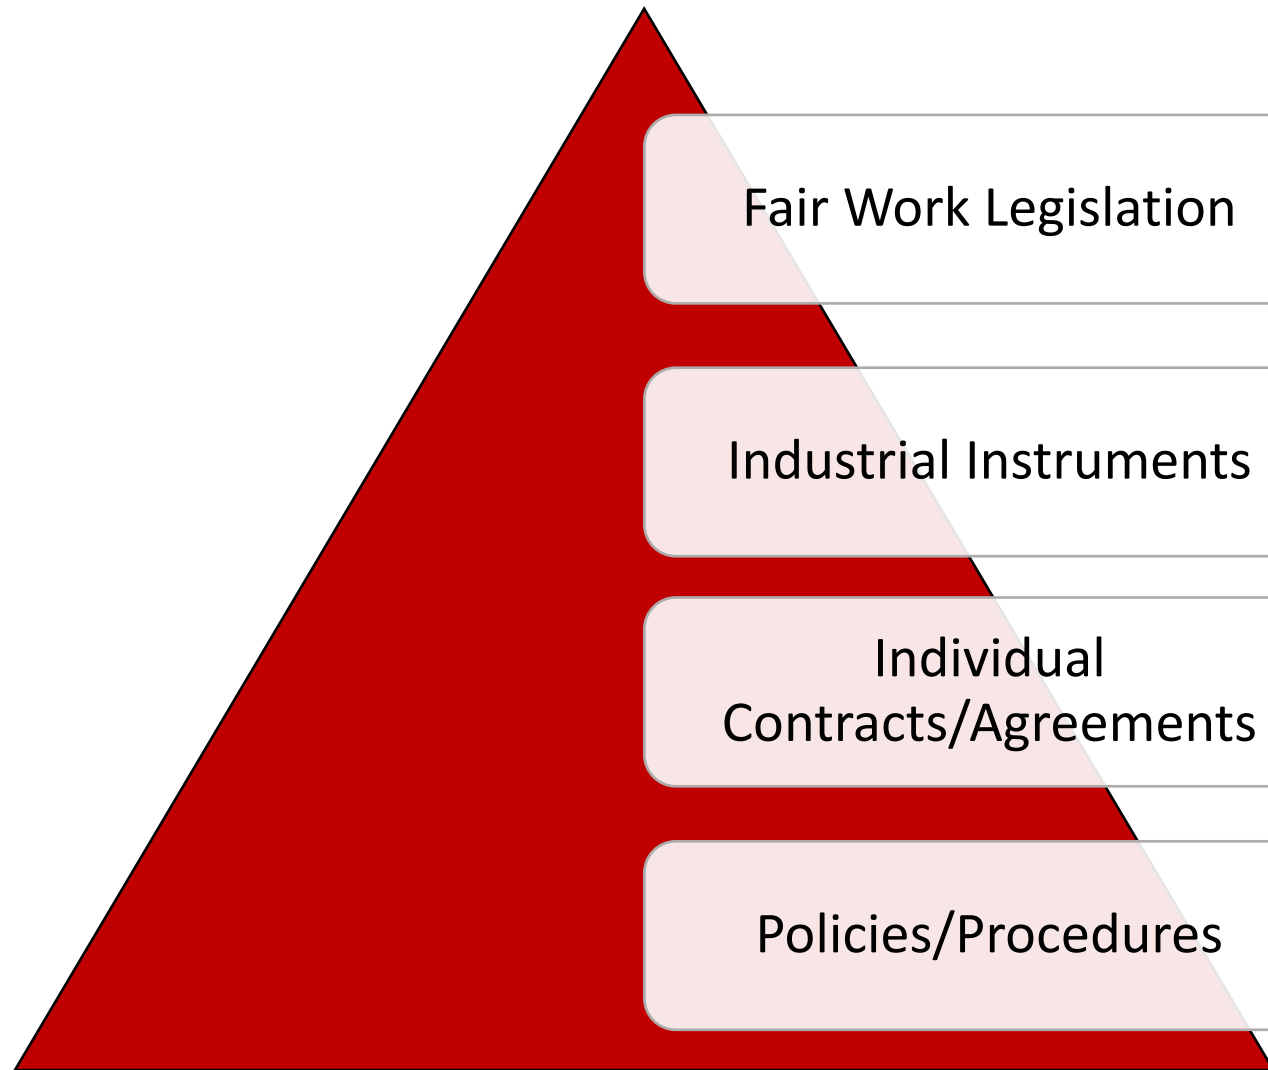 Fair Work Legislation
Industrial Instruments
Individual
Contracts/Agreements
Policies/Procedures